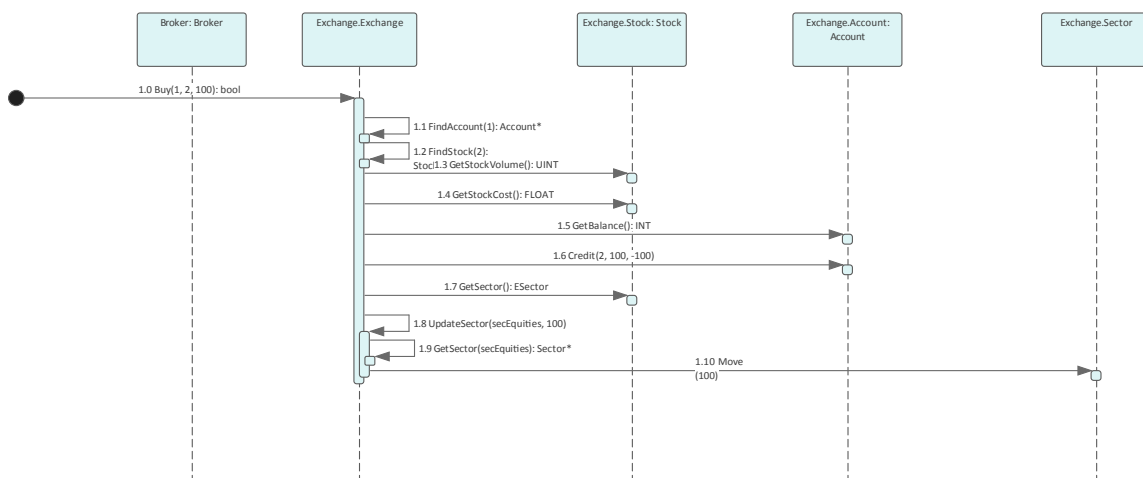 Broker: Broker
Exchange.Exchange
Exchange.Stock: Stock
Exchange.Account:
Account
Exchange.Sector
1.0 Buy(1, 2, 100): bool
1.1 FindAccount(1): Account*
1.2 FindStock(2):
Stoc
1.3 GetStockVolume(): UINT
1.4 GetStockCost(): FLOAT
1.5 GetBalance(): INT
1.6 Credit(2, 100, -100)
1.7 GetSector(): ESector
1.8 UpdateSector(secEquities, 100)
1.9 GetSector(secEquities): Sector*
1.10 Move
(100)